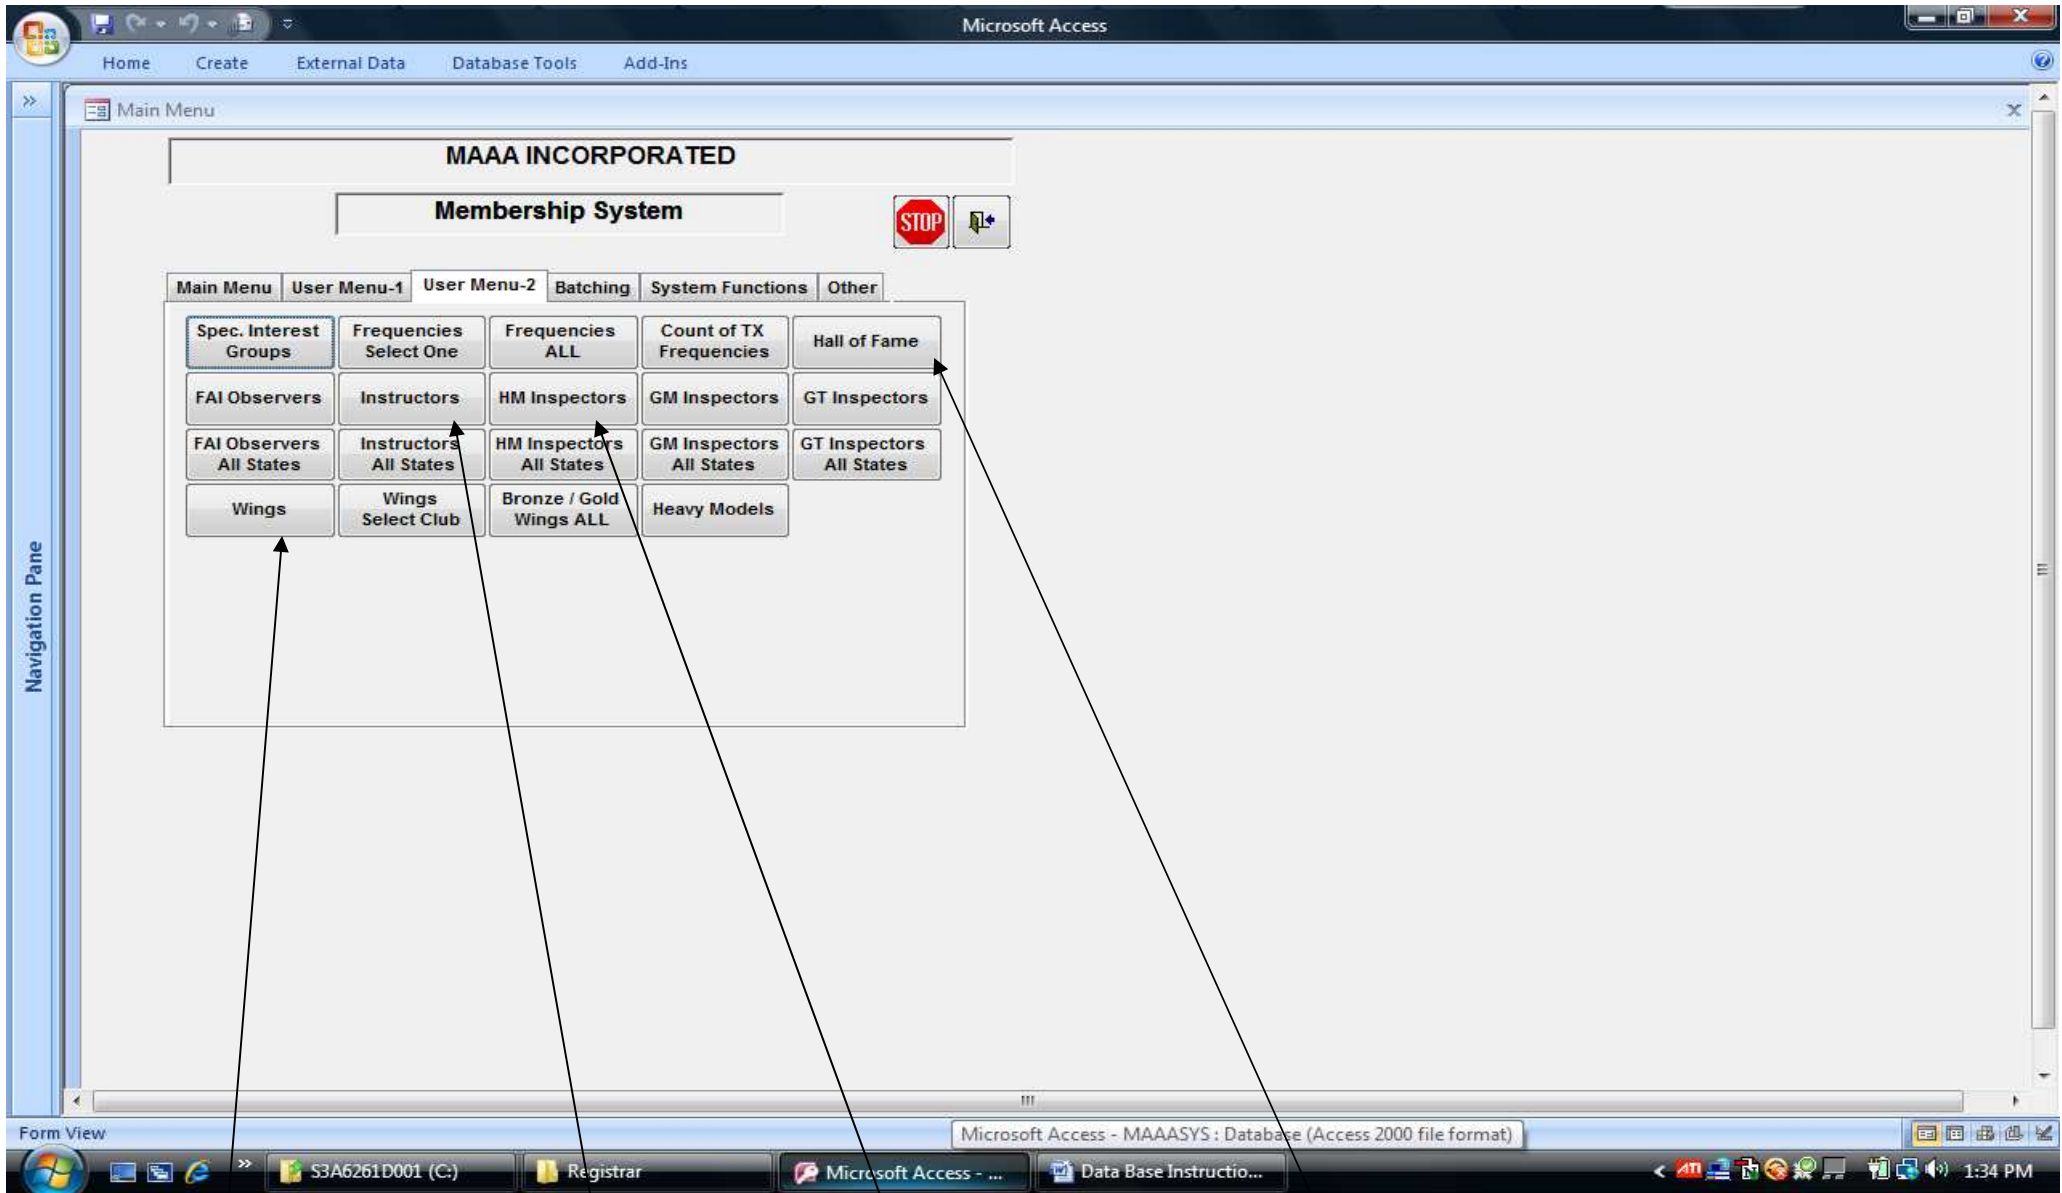 Microsoft Access
Home Create External Data Database Tools Add-Ins
Main Menu
MAAA INCORPORATED
Membership System
STOP
Main Menu User Menu-1 User Menu-2 Batching System Functions Other
Spec. Interest Groups
Frequencies Select One
Frequencies ALL
Count of TX Frequencies
Hall of Fame
FAI Observers
Instructors
HM Inspectors
GM Inspectors
GT Inspectors
FAI Observers All States
Instructors All States
HM Inspectors All States
GM Inspectors All States
GT Inspectors All States
Wings
Wings Select Club
Bronze / Gold Wings ALL
Heavy Models
Navigation Pane
Form View
Microsoft Access - MAAASYS : Database (Access 2000 file format)
S3A6261D001 (C:)
Registrar
Microsoft Access - ...
Data Base Instructio...
ATI
1:34 PM